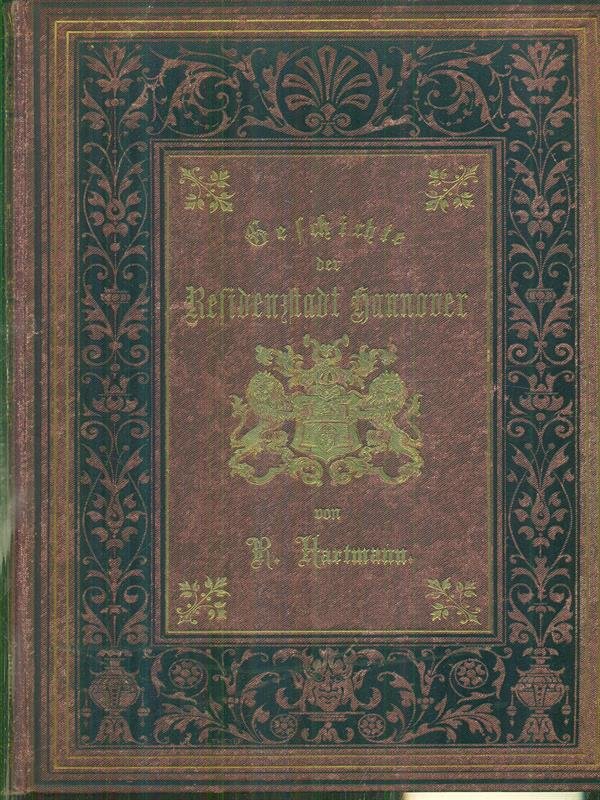 Geschichte
der
Residenzstadt Hannover
von
R. Hartmann.